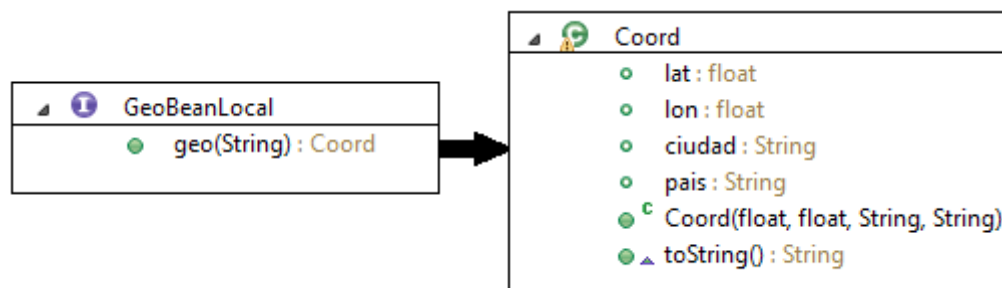 GeoBeanLocal
geo(String) : Coord
Coord
lat : float
lon : float
ciudad : String
pais : String
Coord(float, float, String, String)
toString() : String